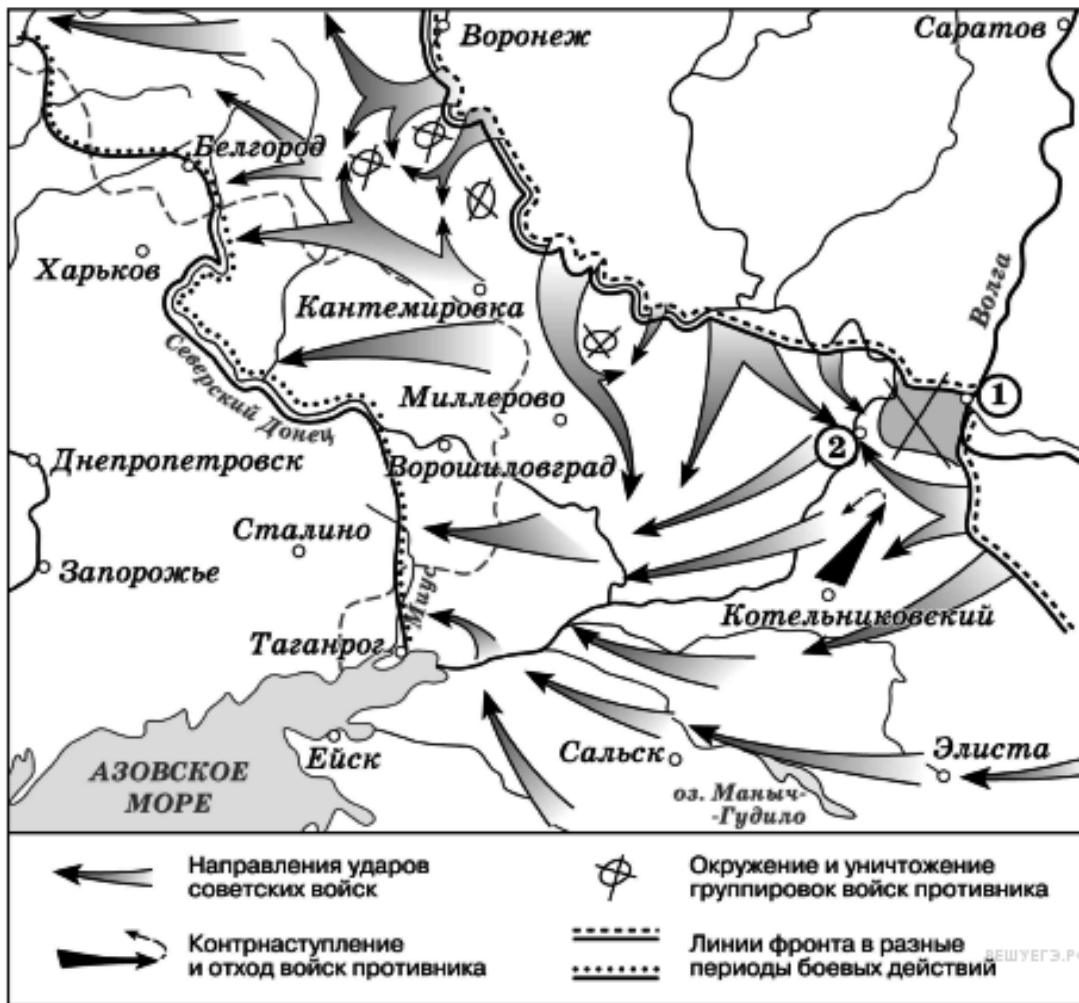 Воронеж
Саратов
Белгород
Волга
Харьков
Кантемировка
1
Северский Донец
Миллерово
2
Днепропетровск
Ворошиловград
Сталино
Запорожье
Миус
Котельниковский
Таганрог
Ейск
Сальск
Элиста
АЗОВСКОЕ
МОРЕ
оз. Маныч-
-Гудило
Направления ударов
советских войск
Окружение и уничтожение
группировок войск противника
Контрнаступление
и отход войск противника
Линии фронта в разные
периоды боевых действий
РЕШУЕГЭ.РФ